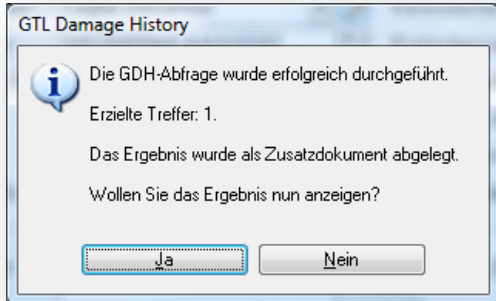 GTL Damage History
Die GDH-Abfrage wurde erfolgreich durchgeführt.
Erzielte Treffer: 1.
Das Ergebnis wurde als Zusatzdokument abgelegt.
Wollen Sie das Ergebnis nun anzeigen?
Ja
Nein